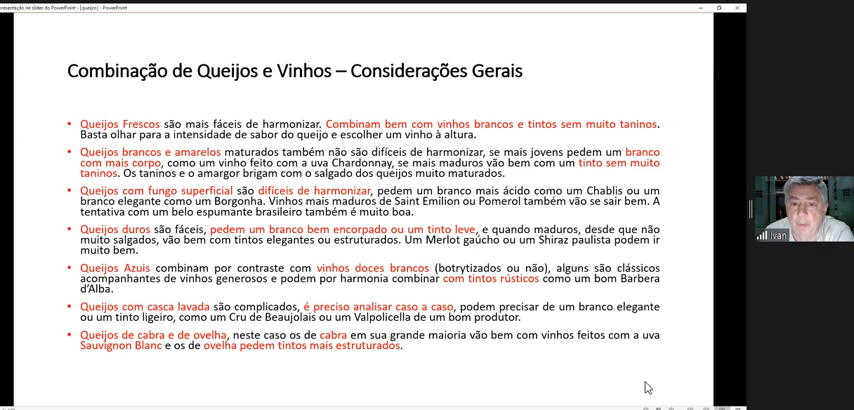 presentação de slides do PowerPoint - [queijos] - PowerPoint
Combinação de Queijos e Vinhos – Considerações Gerais
• Queijos Frescos são mais fáceis de harmonizar. Combinam bem com vinhos brancos e tintos sem muito taninos.
Basta olhar para a intensidade de sabor do queijo e escolher um vinho à altura.
• Queijos brancos e amarelos maturados também não são difíceis de harmonizar, se mais jovens pedem um branco
com mais corpo, como um vinho feito com a uva Chardonnay, se mais maduros vão bem com um tinto sem muito
taninos. Os taninos e o amargor brigam com o salgado dos queijos muito maturados.
• Queijos com fungo superficial são difíceis de harmonizar, pedem um branco mais ácido como um Chablis ou um
branco elegante como um Borgonha. Vinhos mais maduros de Saint Emilion ou Pomerol também vão se sair bem. A
tentativa com um belo espumante brasileiro também é muito boa.
• Queijos duros são fáceis, pedem um branco bem encorpado ou um tinto leve, e quando maduros, desde que não
muito salgados, vão bem com tintos elegantes ou estruturados. Um Merlot gaúcho ou um Shiraz paulista podem ir
muito bem.
• Queijos Azuis combinam por contraste com vinhos doces brancos (botrytizados ou não), alguns são clássicos
acompanhantes de vinhos generosos e podem por harmonia combinar com tintos rústicos como um bom Barbera
d’Alba.
• Queijos com casca lavada são complicados, é preciso analisar caso a caso, podem precisar de um branco elegante
ou um tinto ligeiro, como um Cru de Beaujolais ou um Valpolicella de um bom produtor.
• Queijos de cabra e de ovelha, neste caso os de cabra em sua grande maioria vão bem com vinhos feitos com a uva
Sauvignon Blanc e os de ovelha pedem tintos mais estruturados.
Ivan